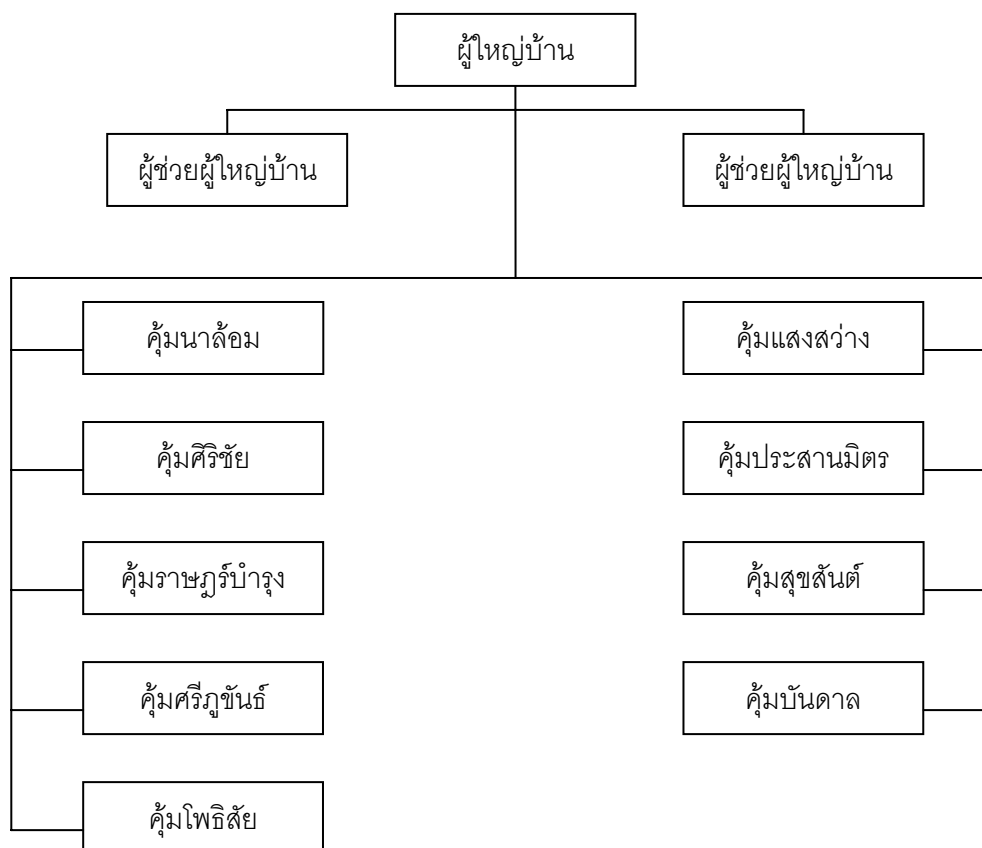 ผู้ใหญ่บ้าน
ผู้ช่วยผู้ใหญ่บ้าน
ผู้ช่วยผู้ใหญ่บ้าน
คุ้มนาล้อม
คุ้มแสงสว่าง
คุ้มศิริชัย
คุ้มประสานมิตร
คุ้มราษฎร์บำรุง
คุ้มสุขสันต์
คุ้มศรีภูขันธ์
คุ้มบันดาล
คุ้มโพธิสัย